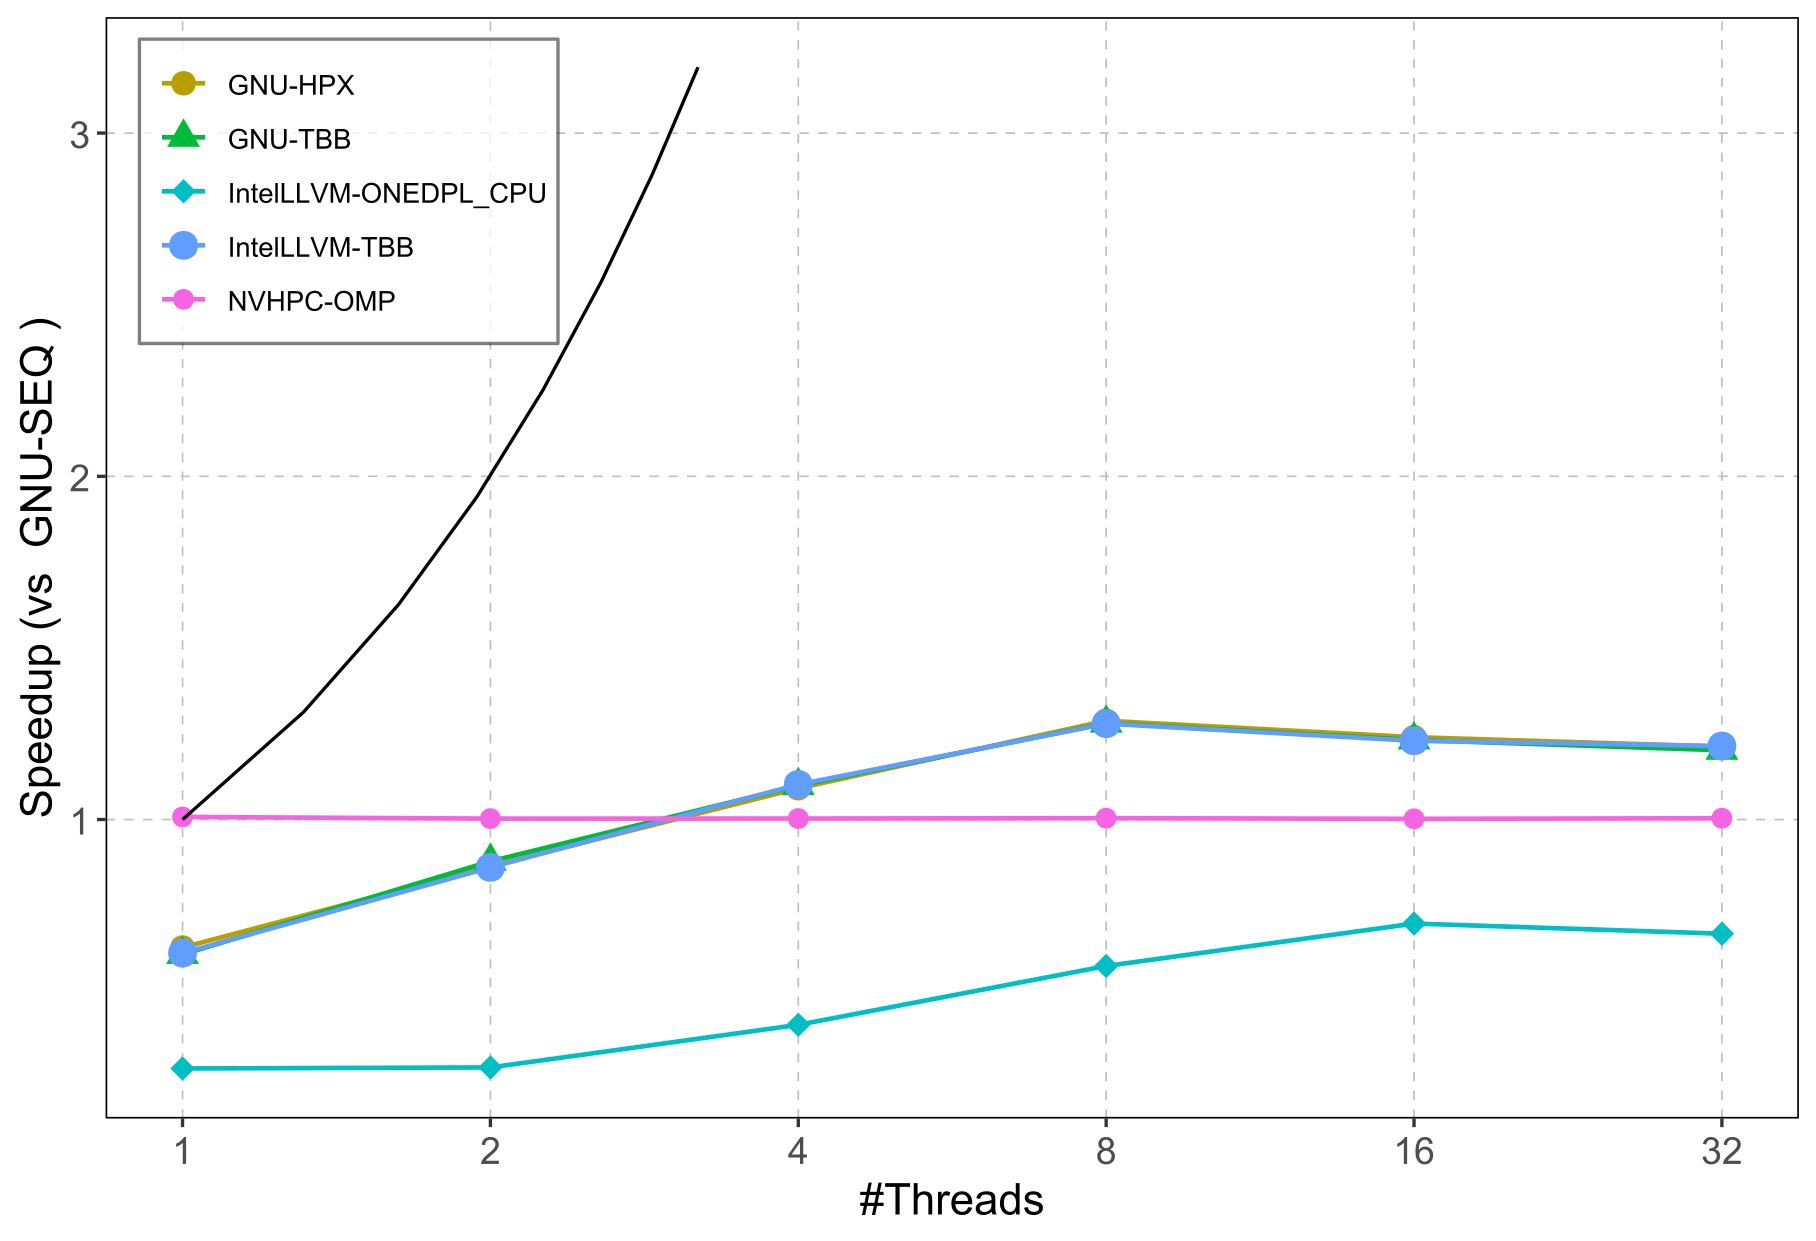 GNU-HPX
GNU-TBB
IntelLLVM-ONEDPL_CPU
IntelLLVM-TBB
NVHPC-OMP
3
2
1
Speedup (vs GNU-SEQ )
1 2 4 8 16 32
#Threads